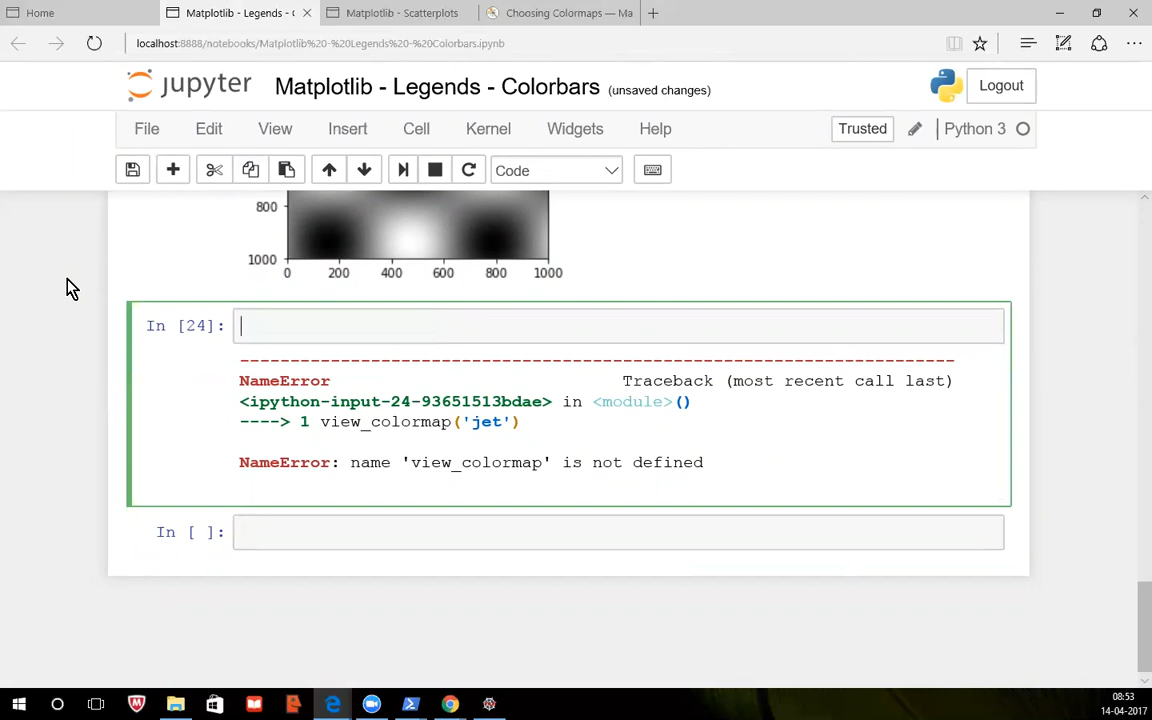 Home
Matplotlib - Legends - C
Matplotlib - Scatterplots
Choosing Colormaps — Ma
localhost:8888/notebooks/Matplotlib%20-%20Legends%20-%20Colorbars.ipynb
jupyter
Matplotlib - Legends - Colorbars (unsaved changes)
Logout
File Edit View Insert Cell Kernel Widgets Help
Trusted
Python 3
Code
800
1000
0 200 400 600 800 1000
In [24]:
---------------------------------------------------------------------------
NameError Traceback (most recent call last)
<ipython-input-24-93651513bdae> in <module>()
----> 1 view_colormap('jet')
NameError: name 'view_colormap' is not defined
In [ ]:
08:53
14-04-2017